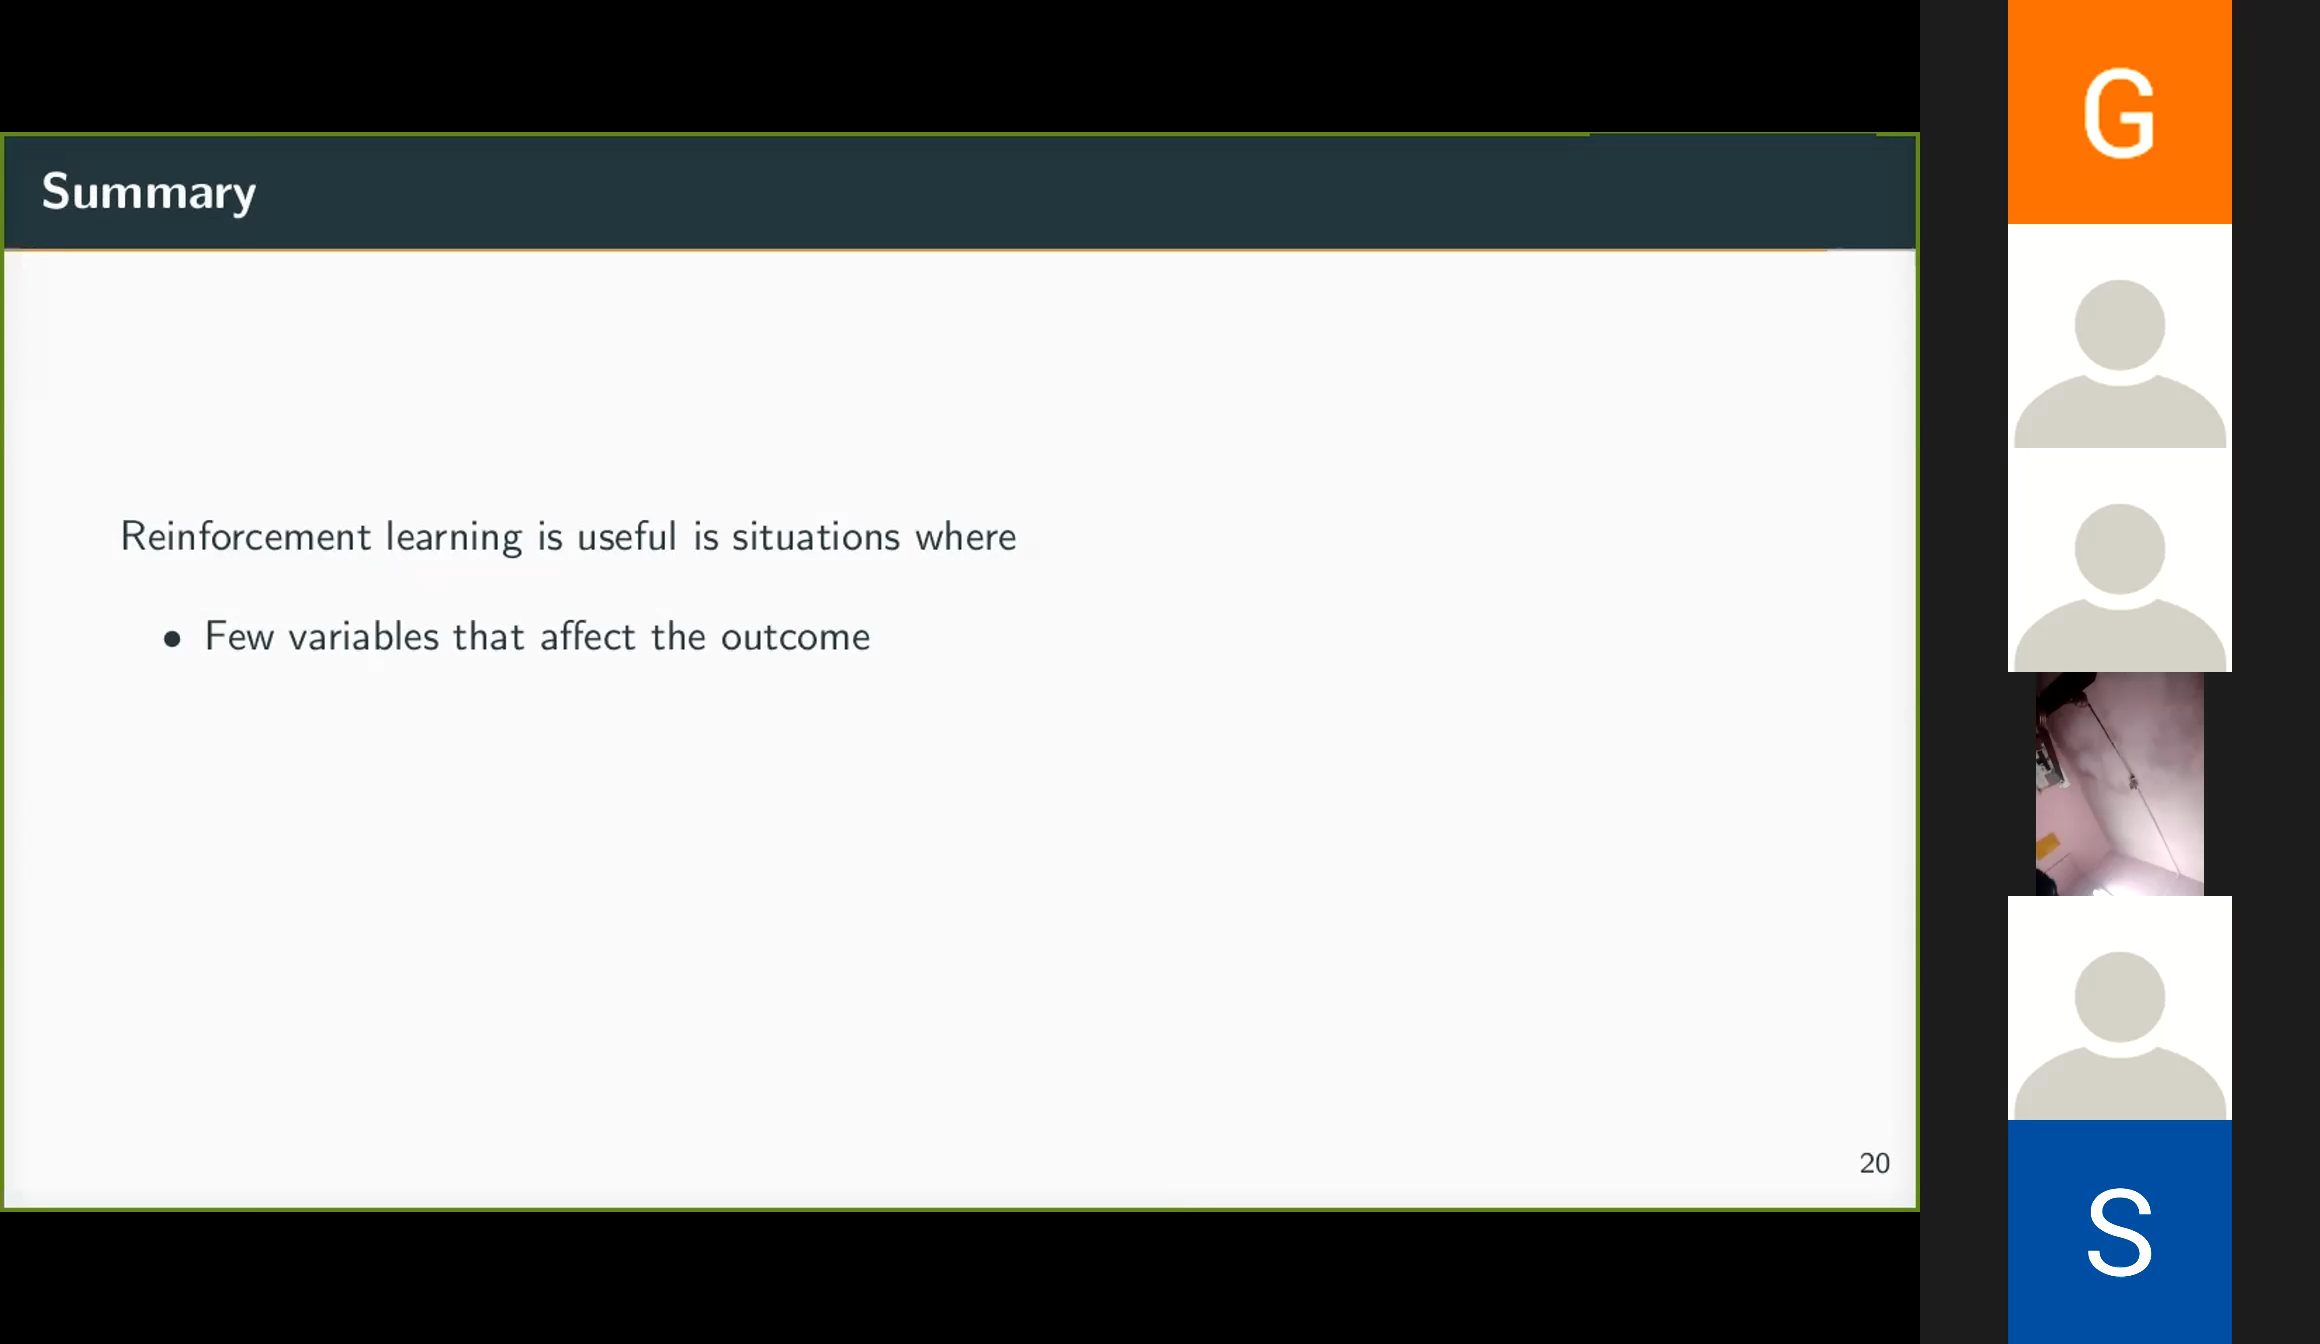 Summary
Reinforcement learning is useful is situations where
• Few variables that affect the outcome
20
G
S